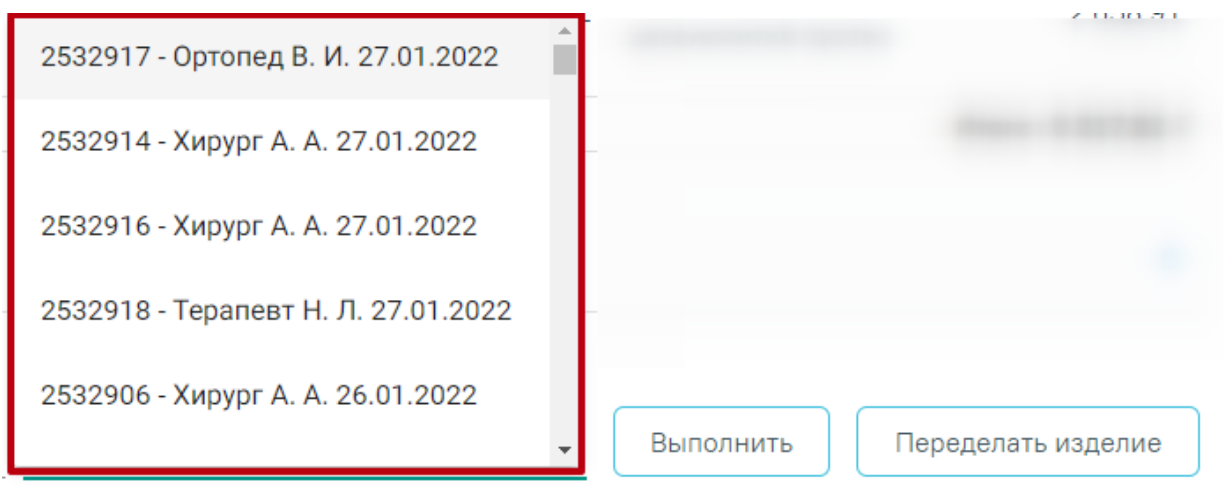 2532917 - Ортопед В. И. 27.01.2022
2532914 - Хирург А. А. 27.01.2022
2532916 - Хирург А. А. 27.01.2022
2532918 - Терапевт Н. Л. 27.01.2022
2532906 - Хирург А. А. 26.01.2022
Выполнить
Переделать изделие